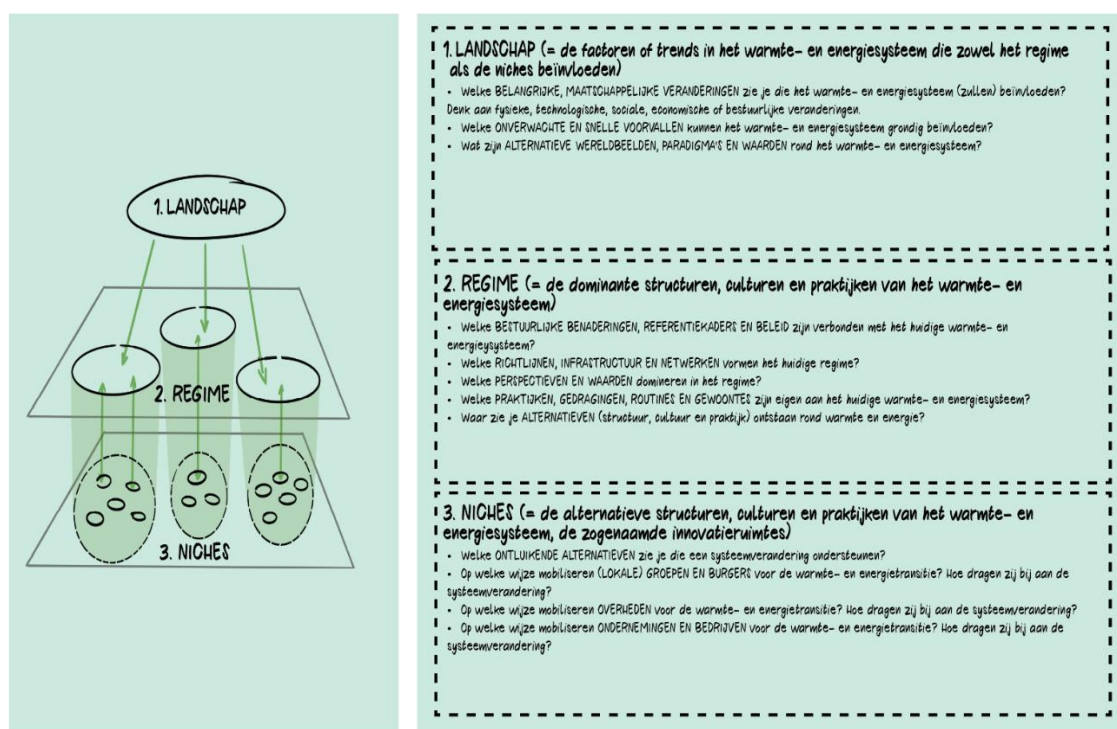 1. LANDSCHAP
2. REGIME
3. NICHES
1. LANDSCHAP (= de factoren of trends in het warmte- en energiesysteem die zowel het regime
als de niches beïnvloeden)
• Welke BELANGRIJKE, MAATSCHAPPELIJKE VERANDERINGEN zie je die het warmte- en energiesysteem (zullen) beïnvloeden?
Denk aan fysieke, technologische, sociale, economische of bestuurlijke veranderingen.
• Welke ONVERWACHTE EN SNELLE VOORVALLEN kunnen het warmte- en energiesysteem grondig beïnvloeden?
• Wat zijn ALTERNATIEVE WERELDBEELDEN, PARADIGMA'S EN WAARDEN rond het warmte- en energiesysteem?
2. REGIME (= de dominante structuren, culturen en praktijken van het warmte- en
energiesysteem)
• Welke BESTUURLIJKE BENADERINGEN, REFERENTIEKADERS EN BELEID zijn verbonden met het huidige warmte- en
energieysysteem?
• Welke RICHTLIJNEN, INFRASTRUCTUUR EN NETWERKEN vormen het huidige regime?
• Welke PERSPECTIEVEN EN WAARDEN domineren in het regime?
• Welke PRAKTIJKEN, GEDRAGINGEN, ROUTINES EN GEWOONTES zijn eigen aan het huidige warmte- en energiesysteem?
• Waar zie je ALTERNATIEVEN (structuur, cultuur en praktijk) ontstaan rond warmte en energie?
3. NICHES (= de alternatieve structuren, culturen en praktijken van het warmte- en
energiesysteem, de zogenaamde innovatieruimtes)
• Welke ONTLUIKENDE ALTERNATIEVEN zie je die een systeemverandering ondersteunen?
• Op welke wijze mobiliseren (LOKALE) GROEPEN EN BURGERS voor de warmte- en energietransitie? Hoe dragen zij bij aan de
systeemverandering?
• Op welke wijze mobiliseren OVERHEDEN voor de warmte- en energietransitie? Hoe dragen zij bij aan de systeemverandering?
• Op welke wijze mobiliseren ONDERNEMINGEN EN BEDRIJVEN voor de warmte- en energietransitie? Hoe dragen zij bij aan de
systeemverandering?